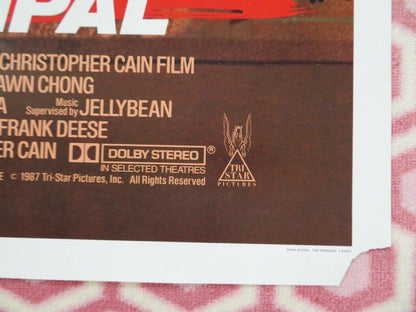 IPAL
CHRISTOPHER CAIN FILM
AWN CHONG
A Music Supervised by JELLYBEAN
FRANK DEESE
ER CAIN DOLBY STEREO ®
IN SELECTED THEATRES
E © 1987 Tri-Star Pictures, Inc. All Rights Reserved
TRI
STAR
PICTURES